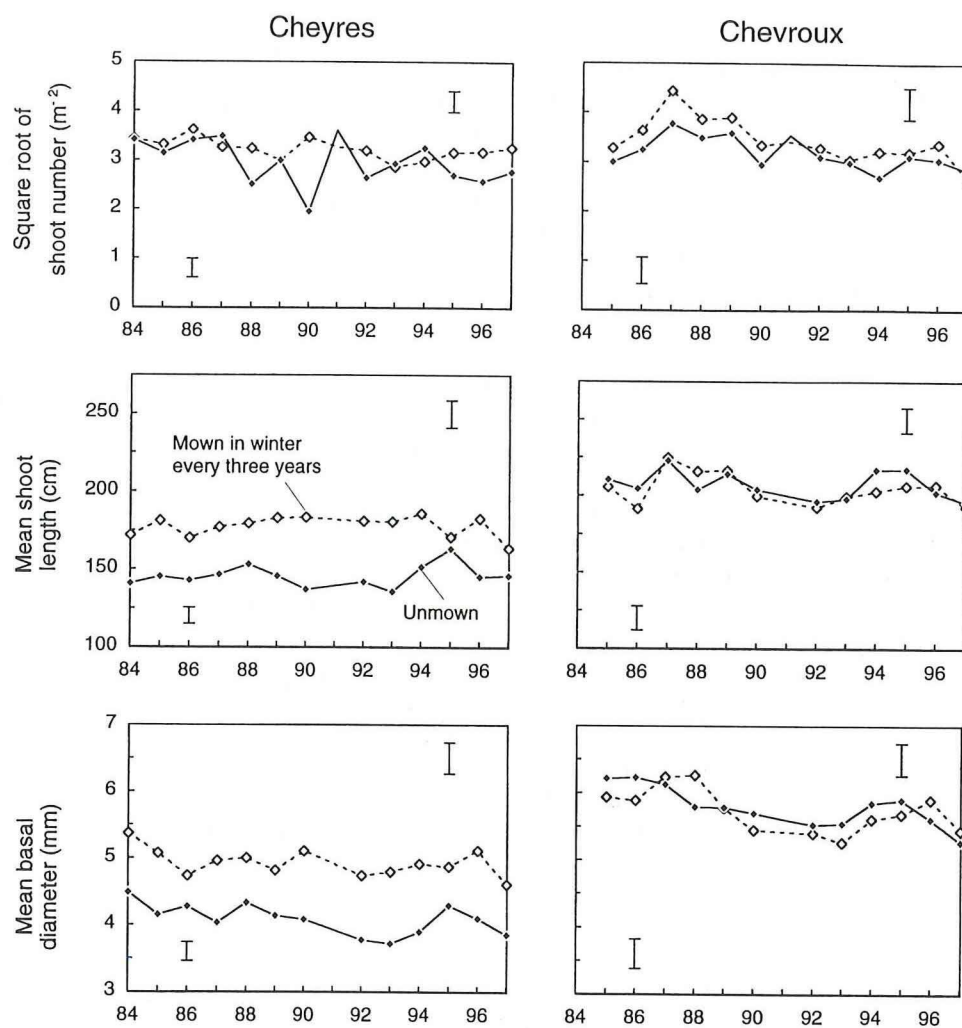 Cheyres
Chevroux
Square root of
shoot number (m⁻²)
5
4
3
2
1
0
84 86 88 90 92 94 96
84 86 88 90 92 94 96
Mean shoot
length (cm)
250
200
150
100
Mown in winter
every three years
Unmown
84 86 88 90 92 94 96
84 86 88 90 92 94 96
Mean basal
diameter (mm)
7
6
5
4
3
84 86 88 90 92 94 96
84 86 88 90 92 94 96